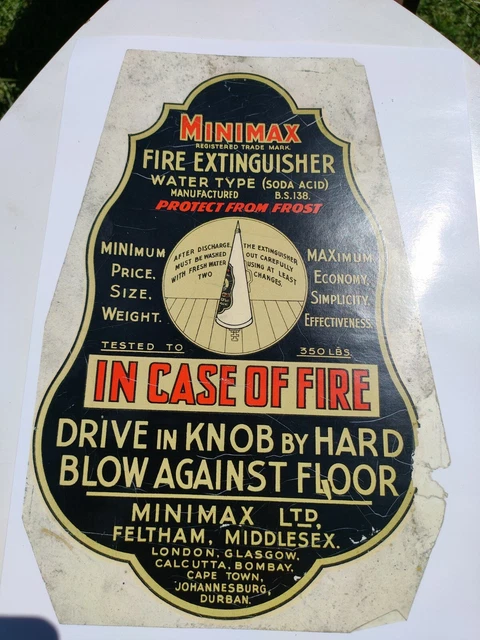 MINIMAX
REGISTERED TRADE MARK.
FIRE EXTINGUISHER
WATER TYPE (SODA ACID)
MANUFACTURED B.S.138.
PROTECT FROM FROST
AFTER DISCHARGE, THE EXTINGUISHER
MUST BE WASHED OUT CAREFULLY
WITH FRESH WATER USING AT LEAST
TWO CHANGES.
MINIMUM
PRICE,
SIZE,
WEIGHT.
MAXIMUM
ECONOMY,
SIMPLICITY,
EFFECTIVENESS.
TESTED TO 350 LBS.
IN CASE OF FIRE
DRIVE IN KNOB BY HARD
BLOW AGAINST FLOOR
MINIMAX LTD,
FELTHAM, MIDDLESEX.
LONDON, GLASGOW,
CALCUTTA, BOMBAY,
CAPE TOWN,
JOHANNESBURG,
DURBAN.